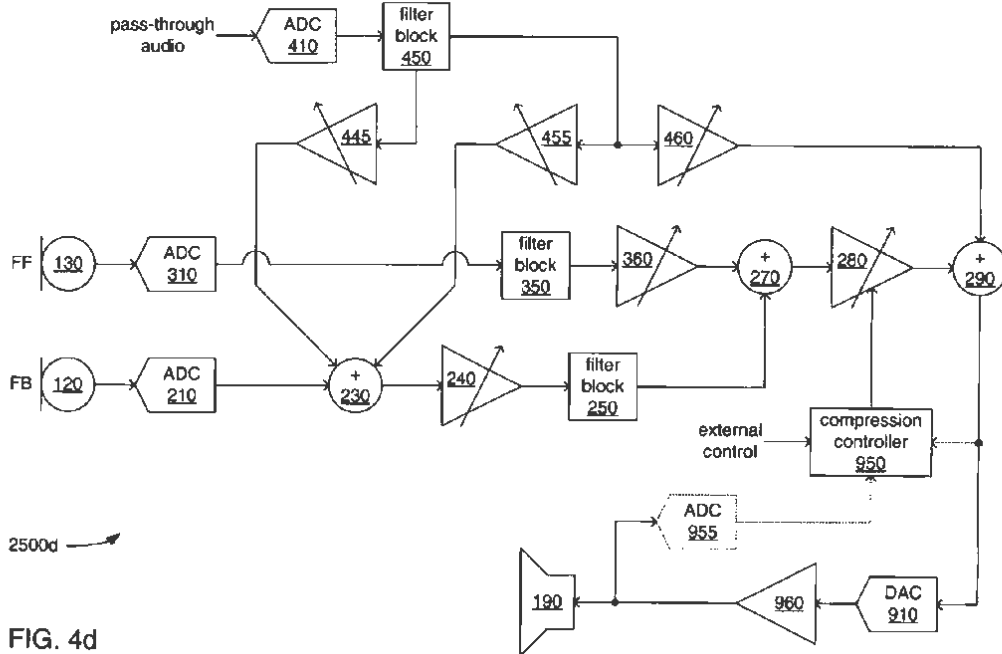 pass-through
audio
ADC
410
filter
block
450
445
455
460
FF
130
ADC
310
filter
block
350
360
+
270
280
+
290
FB
120
ADC
210
+
230
240
filter
block
250
external
control
compression
controller
950
ADC
955
2500d
190
960
DAC
910
FIG. 4d